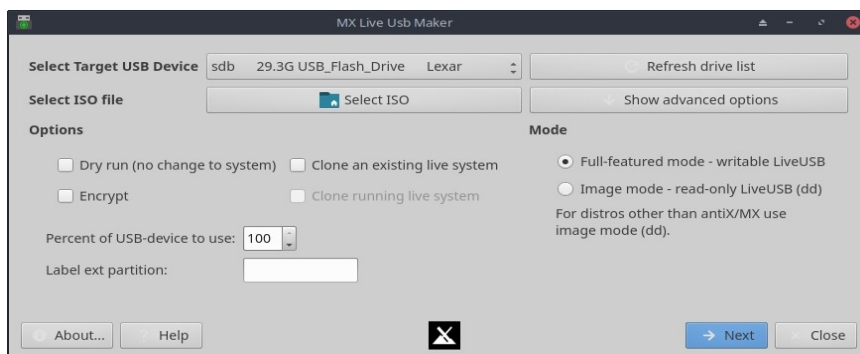 MX Live Usb Maker
Select Target USB Device sdb 29.3G USB_Flash_Drive Lexar Refresh drive list
Select ISO file Select ISO Show advanced options
Options Mode
Dry run (no change to system) Clone an existing live system Full-featured mode - writable LiveUSB
Encrypt Clone running live system Image mode - read-only LiveUSB (dd)
For distros other than antiX/MX use
image mode (dd).
Percent of USB-device to use: 100
Label ext partition:
About... Help Next Close